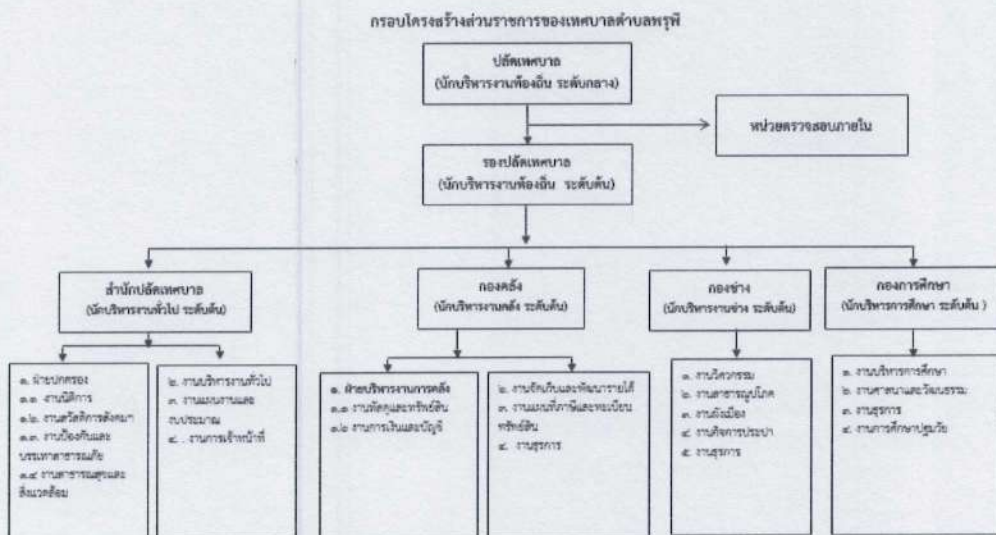 กรอบโครงสร้างส่วนราชการของเทศบาลตำบลพรุพี
ปลัดเทศบาล
(นักบริหารงานท้องถิ่น ระดับกลาง)
หน่วยตรวจสอบภายใน
รองปลัดเทศบาล
(นักบริหารงานท้องถิ่น ระดับต้น)
สำนักปลัดเทศบาล
(นักบริหารงานทั่วไป ระดับต้น)
กองคลัง
(นักบริหารงานคลัง ระดับต้น)
กองช่าง
(นักบริหารงานช่าง ระดับต้น)
กองการศึกษา
(นักบริหารการศึกษา ระดับต้น )
๑. ฝ่ายปกครอง
๑.๑ งานนิติการ
๑.๒. งานสวัสดิการสังคมฯ
๑.๓. งานป้องกันและ
บรรเทาสาธารณภัย
๑.๔ งานสาธารณสุขและ
สิ่งแวดล้อม
๒. งานบริหารงานทั่วไป
๓. งานแผนงานและ
งบประมาณ
๔. . งานการเจ้าหน้าที่
๑. ฝ่ายบริหารงานการคลัง
๑.๑ งานพัสดุและทรัพย์สิน
๑.๒ งานการเงินและบัญชี
๒. งานจัดเก็บและพัฒนารายได้
๓. งานแผนที่ภาษีและทะเบียน
ทรัพย์สิน
๔. งานธุรการ
๑. งานวิศวกรรม
๒. งานสาธารณูปโภค
๓. งานผังเมือง
๔ งานกิจการประปา
๕. งานธุรการ
๑. งานบริหารการศึกษา
๒. งานศาสนาและวัฒนธรรม
๓. งานธุรการ
๔. งานการศึกษาปฐมวัย